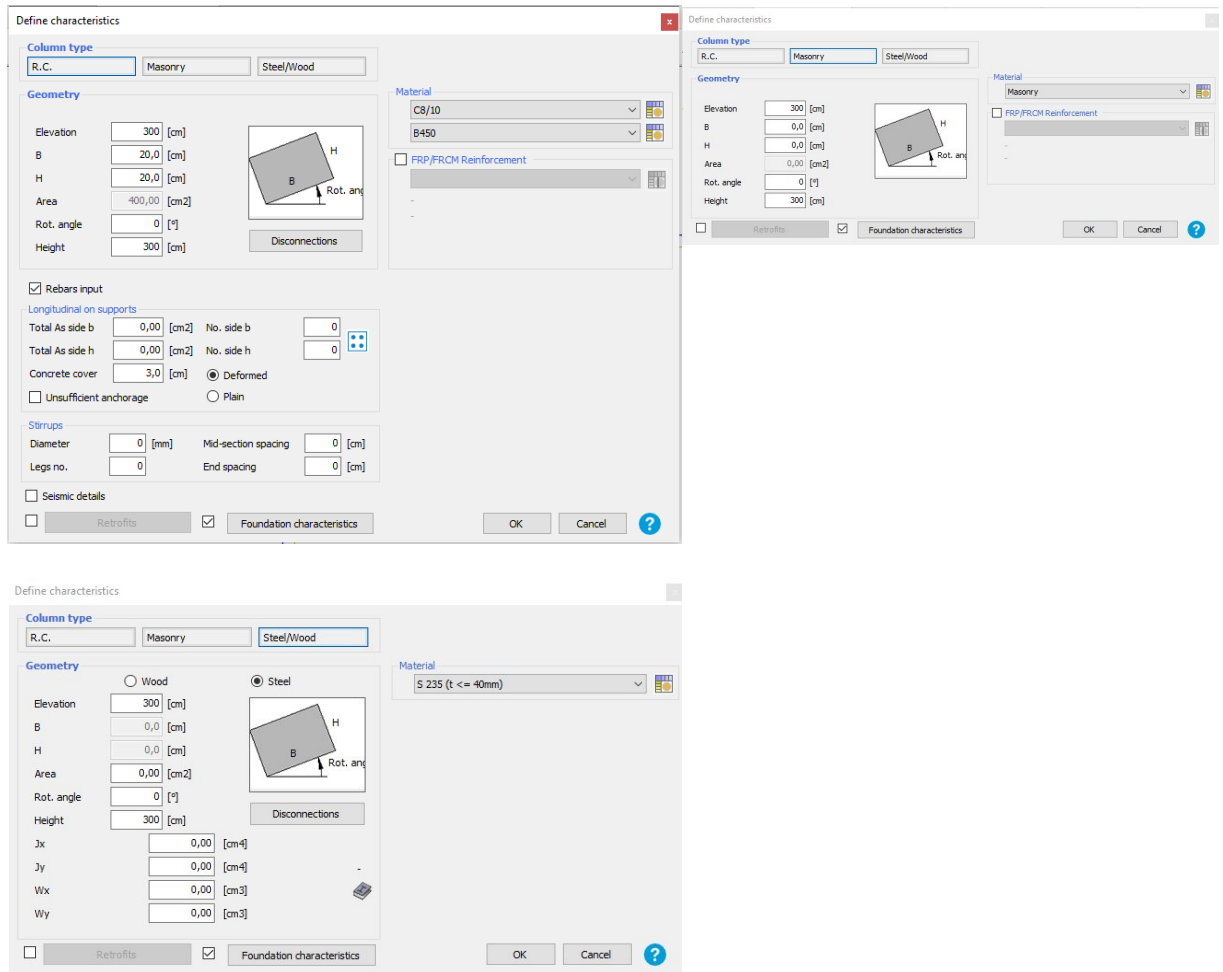 Define characteristics
x
Column type
R.C. Masonry Steel/Wood
Geometry
Elevation 300 [cm]
B 20,0 [cm]
H 20,0 [cm]
Area 400,00 [cm2]
Rot. angle 0 [°]
Height 300 [cm]
H
B
Rot. ang
Disconnections
Material
C8/10
B450
FRP/FRCM Reinforcement
-
-
Rebars input
Longitudinal on supports
Total As side b 0,00 [cm2] No. side b 0
Total As side h 0,00 [cm2] No. side h 0
Concrete cover 3,0 [cm] Deformed
Unsufficient anchorage Plain
Stirrups
Diameter 0 [mm] Mid-section spacing 0 [cm]
Legs no. 0 End spacing 0 [cm]
Seismic details
Retrofits Foundation characteristics OK Cancel ?
Define characteristics
x
Column type
R.C. Masonry Steel/Wood
Geometry
Elevation 300 [cm]
B 0,0 [cm]
H 0,0 [cm]
Area 0,00 [cm2]
Rot. angle 0 [°]
Height 300 [cm]
H
B
Rot. ang
Material
Masonry
FRP/FRCM Reinforcement
-
-
Retrofits Foundation characteristics OK Cancel ?
Define characteristics
x
Column type
R.C. Masonry Steel/Wood
Geometry
Wood Steel
Elevation 300 [cm]
B 0,0 [cm]
H 0,0 [cm]
Area 0,00 [cm2]
Rot. angle 0 [°]
Height 300 [cm]
H
B
Rot. ang
Disconnections
Jx 0,00 [cm4]
Jy 0,00 [cm4] -
Wx 0,00 [cm3]
Wy 0,00 [cm3]
Material
S 235 (t <= 40mm)
Retrofits Foundation characteristics OK Cancel ?